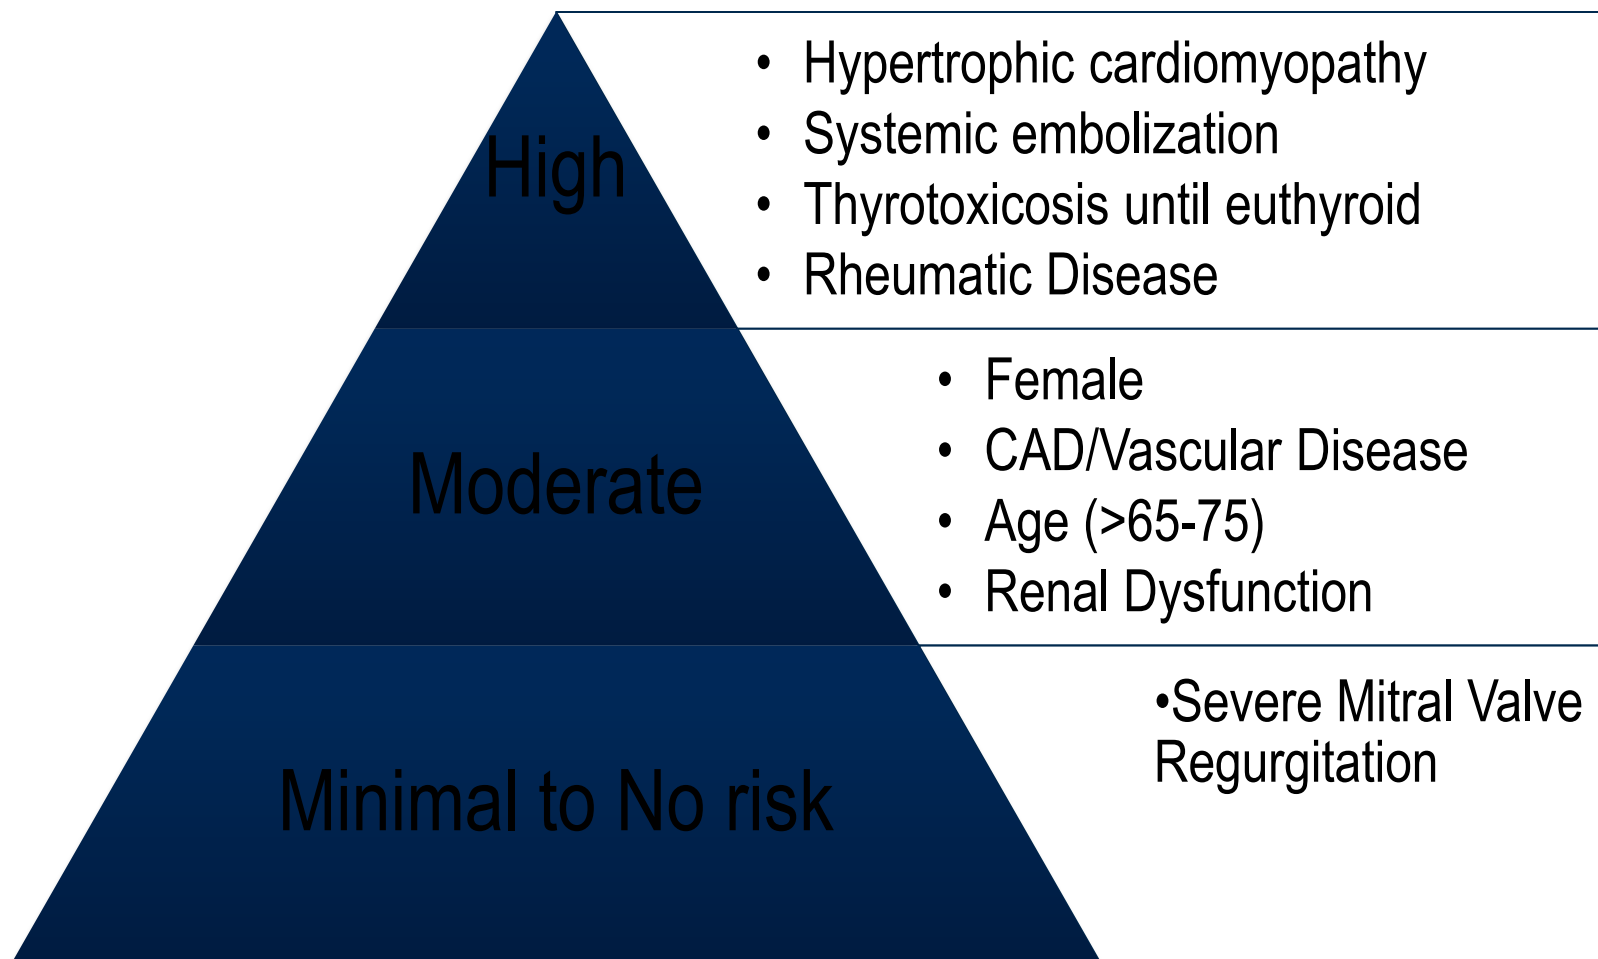 High
• Hypertrophic cardiomyopathy
• Systemic embolization
• Thyrotoxicosis until euthyroid
• Rheumatic Disease
Moderate
• Female
• CAD/Vascular Disease
• Age (>65-75)
• Renal Dysfunction
Minimal to No risk
•Severe Mitral Valve
Regurgitation